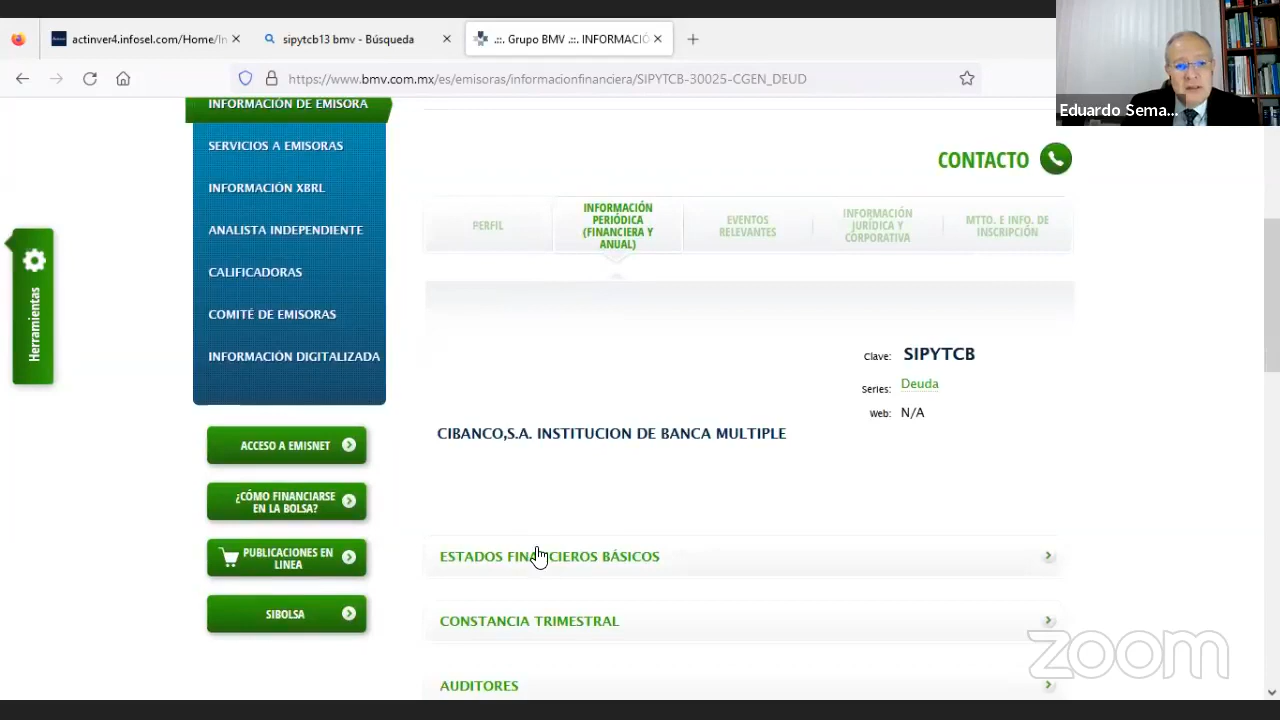 actinver4.infosel.com/Home/In
sipytcb13 bmv - Búsqueda
.::. Grupo BMV .::. INFORMACIÓ
https://www.bmv.com.mx/es/emisoras/informacionfinanciera/SIPYTCB-30025-CGEN_DEUD
Eduardo Sema...
INFORMACIÓN DE EMISORA
SERVICIOS A EMISORAS
INFORMACIÓN XBRL
ANALISTA INDEPENDIENTE
CALIFICADORAS
COMITÉ DE EMISORAS
INFORMACIÓN DIGITALIZADA
ACCESO A EMISNET
¿CÓMO FINANCIARSE
EN LA BOLSA?
PUBLICACIONES EN
LINEA
SIBOLSA
Herramientas
CONTACTO
PERFIL
INFORMACIÓN
PERIÓDICA
(FINANCIERA Y
ANUAL)
EVENTOS
RELEVANTES
INFORMACIÓN
JURÍDICA Y
CORPORATIVA
MTTO. E INFO. DE
INSCRIPCIÓN
Clave: SIPYTCB
Series: Deuda
Web: N/A
CIBANCO,S.A. INSTITUCION DE BANCA MULTIPLE
ESTADOS FINANCIEROS BÁSICOS
CONSTANCIA TRIMESTRAL
AUDITORES
zoom